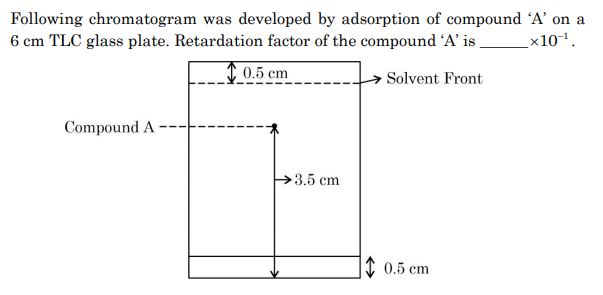 Following chromatogram was developed by adsorption of compound ‘A’ on a
6 cm TLC glass plate. Retardation factor of the compound ‘A’ is ______×10⁻¹.
0.5 cm
Solvent Front
Compound A
3.5 cm
0.5 cm